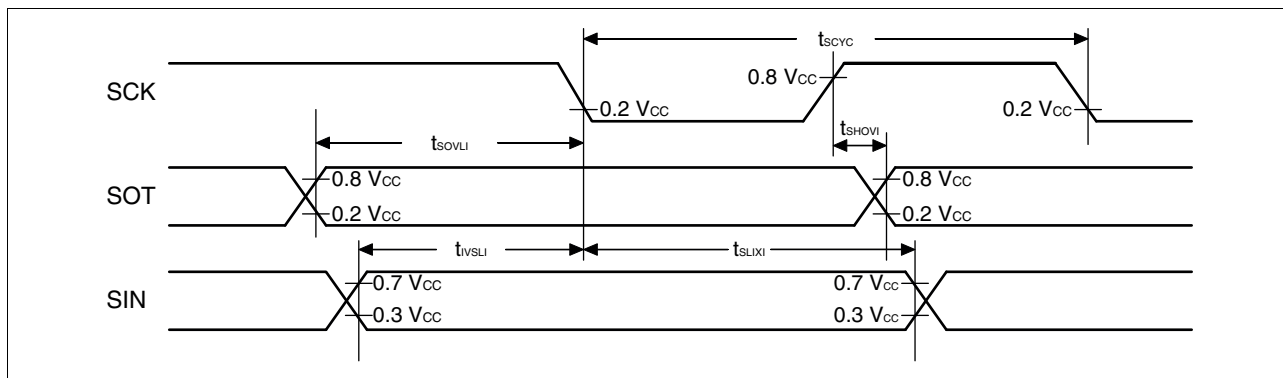 tSCYC
SCK
0.8 VCC
0.2 VCC
0.2 VCC
tSHOVI
tSOVLI
SOT
0.8 VCC
0.2 VCC
0.8 VCC
0.2 VCC
tIVSLI
tSLIXI
SIN
0.7 VCC
0.3 VCC
0.7 VCC
0.3 VCC